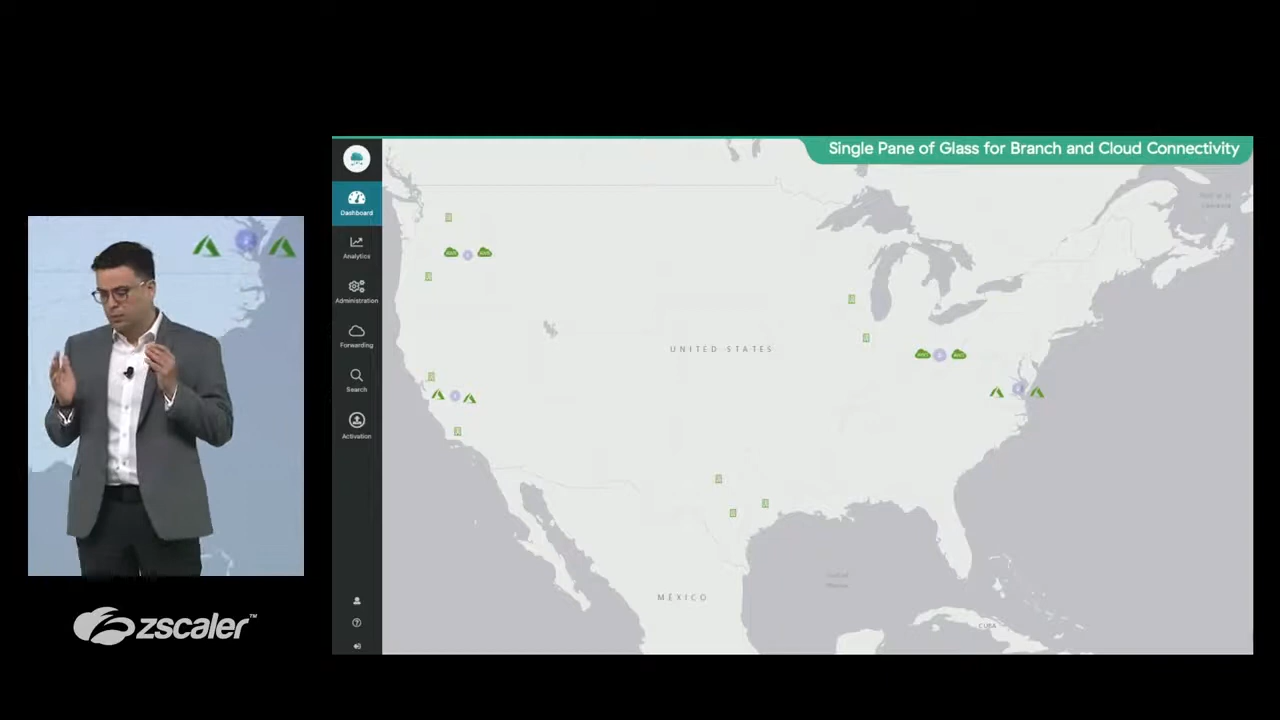 Single Pane of Glass for Branch and Cloud Connectivity
Dashboard
Analytics
Administration
Forwarding
Search
Activation
UNITED STATES
MÉXICO
CUBA
zscaler™